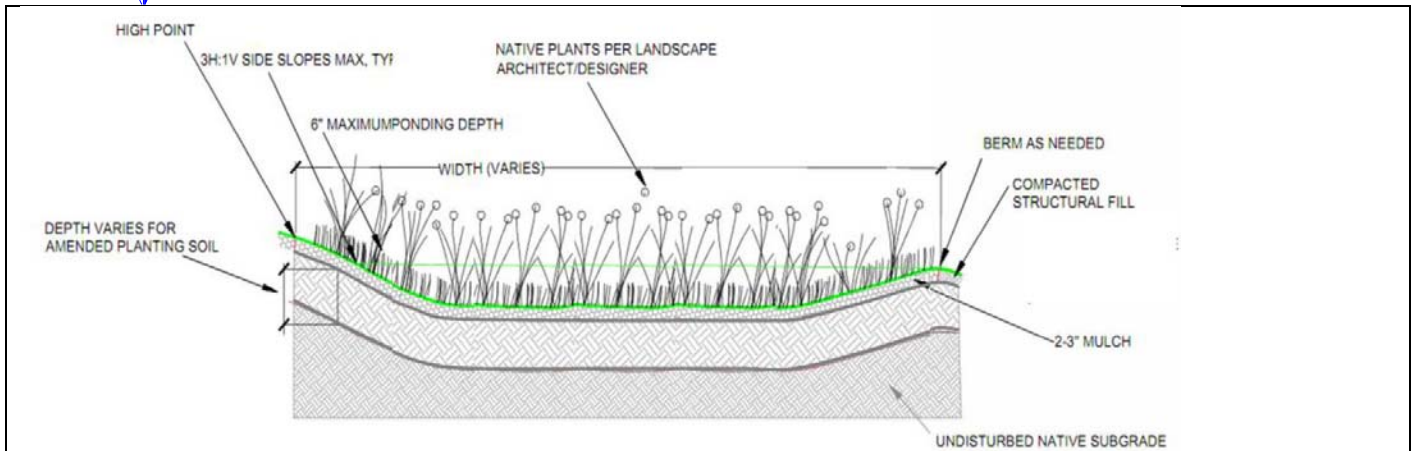 HIGH POINT
3H:1V SIDE SLOPES MAX, TYP
NATIVE PLANTS PER LANDSCAPE
ARCHITECT/DESIGNER
6" MAXIMUMPONDING DEPTH
WIDTH (VARIES)
BERM AS NEEDED
COMPACTED
STRUCTURAL FILL
DEPTH VARIES FOR
AMENDED PLANTING SOIL
2-3" MULCH
UNDISTURBED NATIVE SUBGRADE